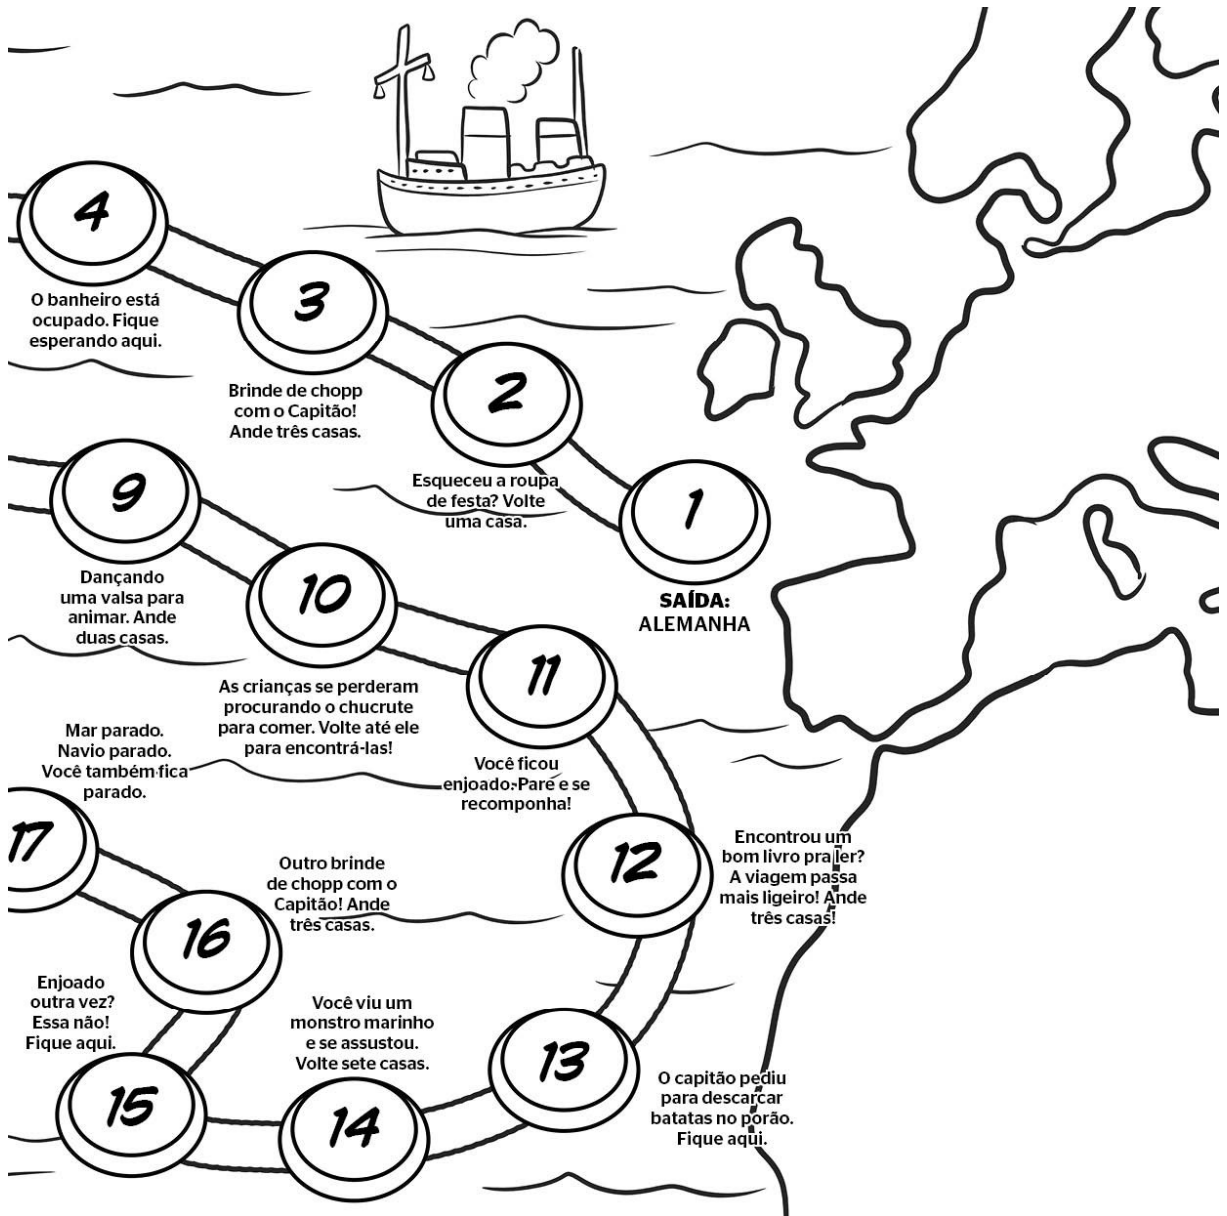 4
O banheiro está
ocupado. Fique
esperando aqui.
3
Brinde de chopp
com o Capitão!
Ande três casas.
2
Esqueceu a roupa
de festa? Volte
uma casa.
1
SAÍDA:
ALEMANHA
9
Dançando
uma valsa para
animar. Ande
duas casas.
10
As crianças se perderam
procurando o chucrute
para comer. Volte até ele
para encontrá-las!
11
Você ficou
enjoado. Pare e se
recomponha!
12
Encontrou um
bom livro pra ler?
A viagem passa
mais ligeiro! Ande
três casas!
13
O capitão pediu
para descarcar
batatas no porão.
Fique aqui.
14
Você viu um
monstro marinho
e se assustou.
Volte sete casas.
15
Enjoado
outra vez?
Essa não!
Fique aqui.
16
Outro brinde
de chopp com o
Capitão! Ande
três casas.
17
Mar parado.
Navio parado.
Você também fica
parado.